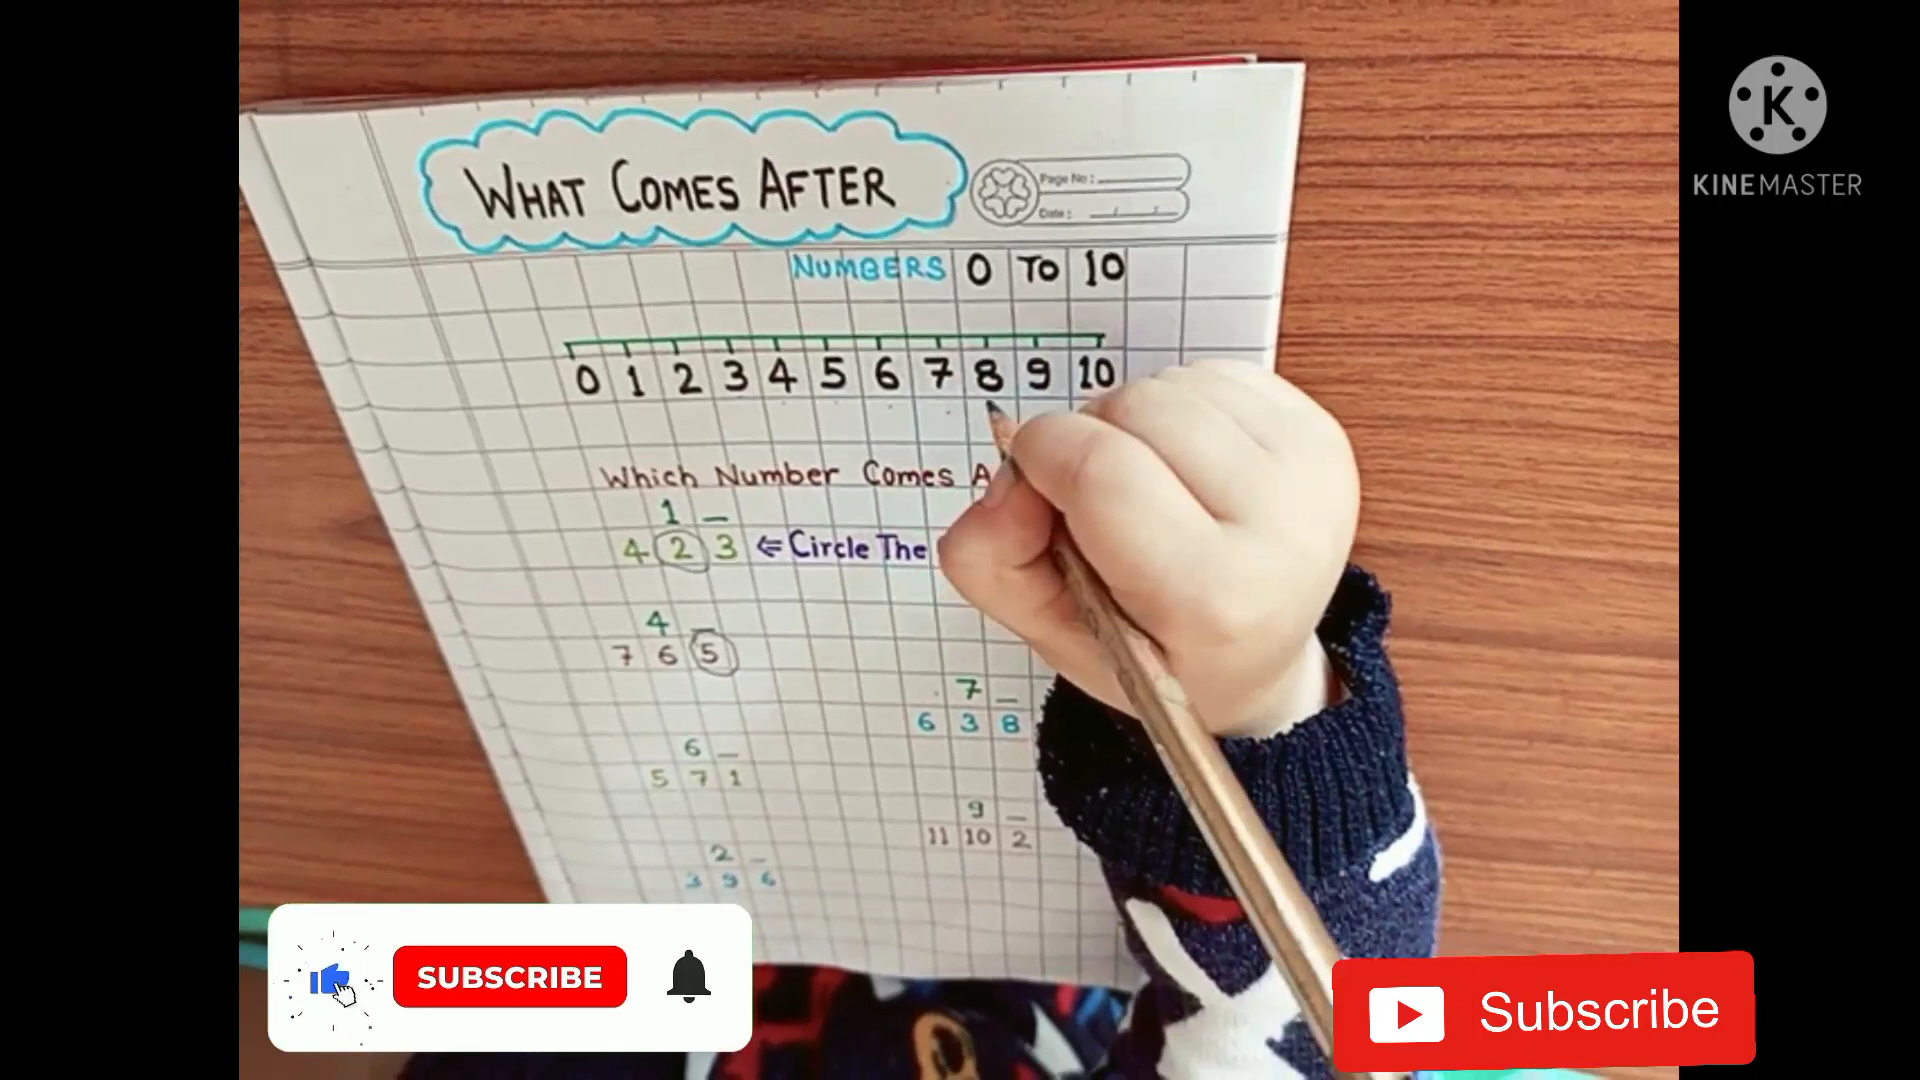 WHAT COMES AFTER
Page No :
Date :
NUMBERS 0 TO 10
0 1 2 3 4 5 6 7 8 9 10
Which Number Comes A
1 _
4 2 3 ⇐ Circle The
4 _
7 6 5
7 _
6 3 8
6 _
5 7 1
9 _
11 10 2
2 _
3 9 6
SUBSCRIBE
Subscribe
K
KINEMASTER